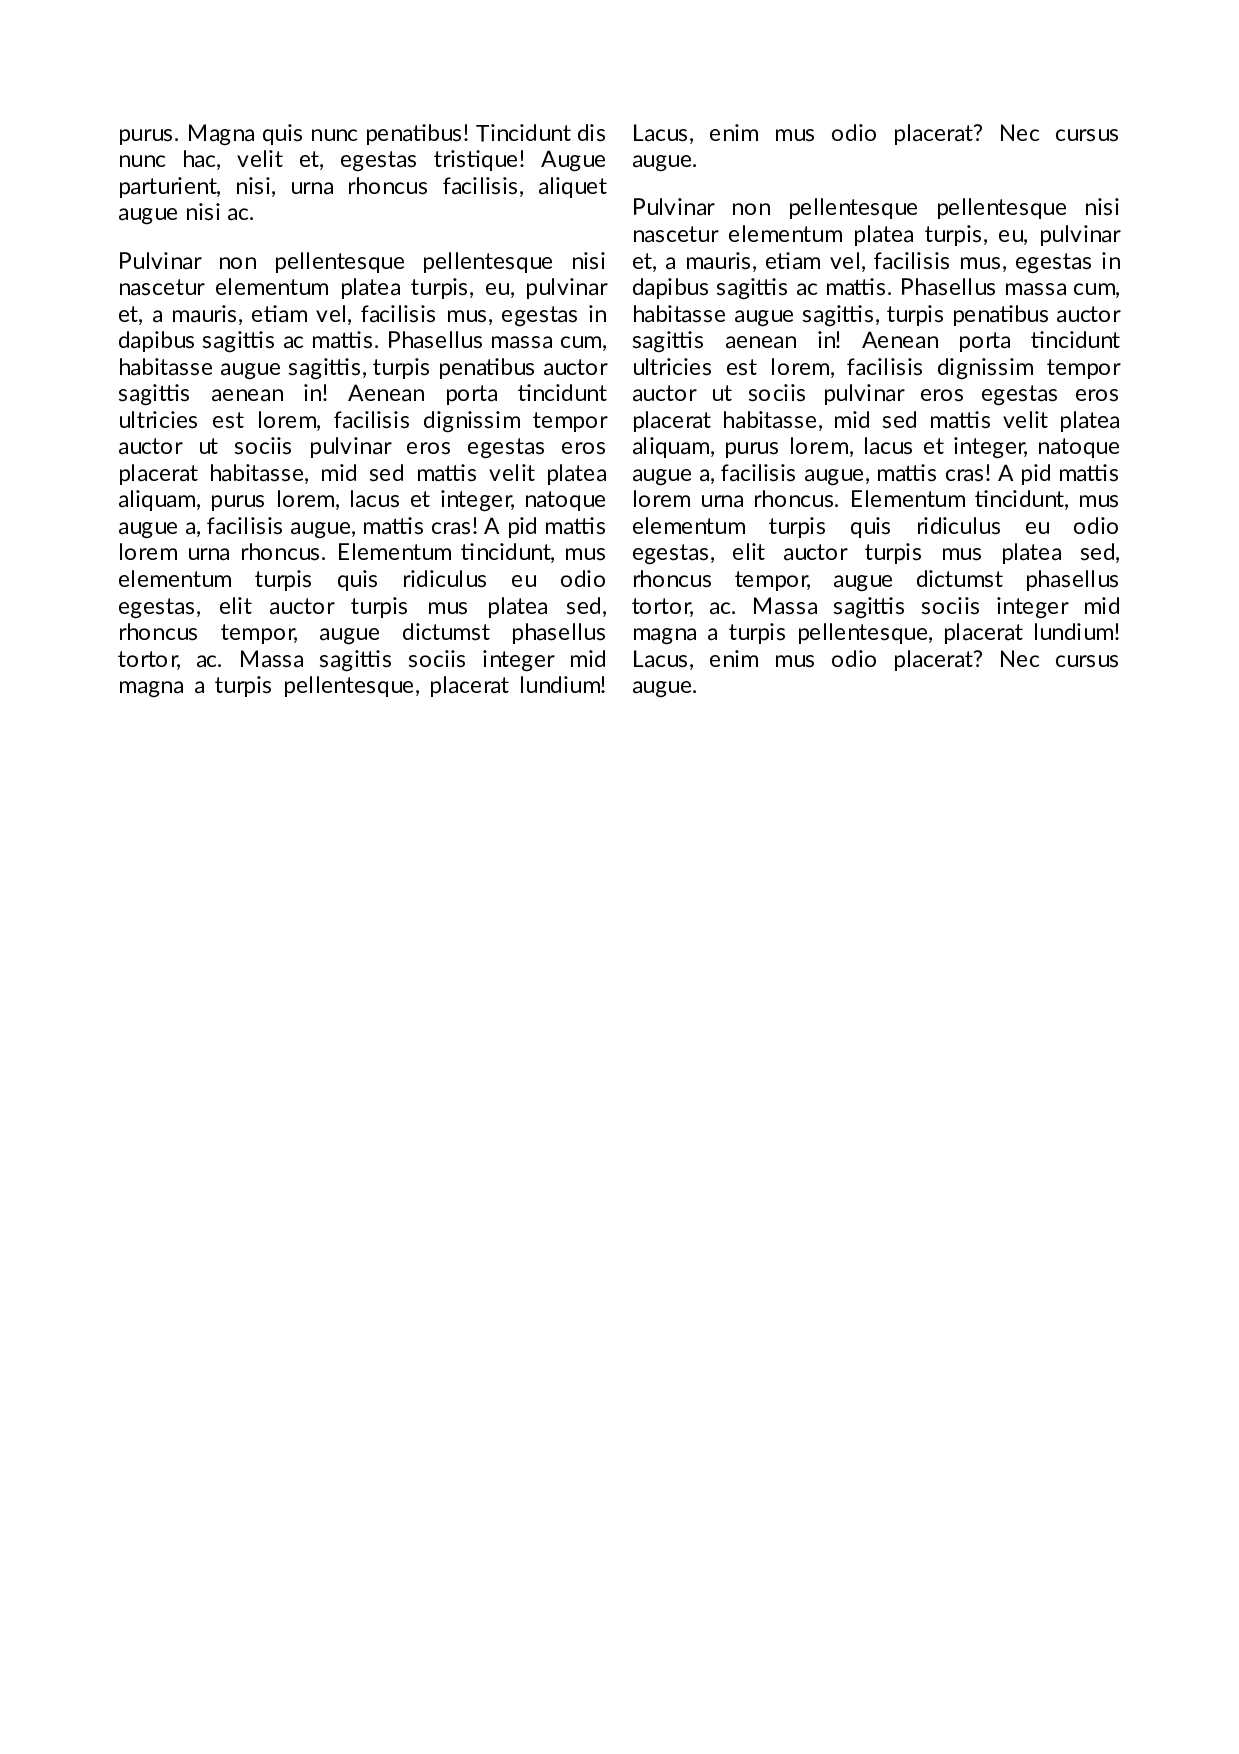 purus. Magna quis nunc penatibus! Tincidunt dis
nunc hac, velit et, egestas tristique! Augue
parturient, nisi, urna rhoncus facilisis, aliquet
augue nisi ac.
Pulvinar non pellentesque pellentesque nisi
nascetur elementum platea turpis, eu, pulvinar
et, a mauris, etiam vel, facilisis mus, egestas in
dapibus sagittis ac mattis. Phasellus massa cum,
habitasse augue sagittis, turpis penatibus auctor
sagittis aenean in! Aenean porta tincidunt
ultricies est lorem, facilisis dignissim tempor
auctor ut sociis pulvinar eros egestas eros
placerat habitasse, mid sed mattis velit platea
aliquam, purus lorem, lacus et integer, natoque
augue a, facilisis augue, mattis cras! A pid mattis
lorem urna rhoncus. Elementum tincidunt, mus
elementum turpis quis ridiculus eu odio
egestas, elit auctor turpis mus platea sed,
rhoncus tempor, augue dictumst phasellus
tortor, ac. Massa sagittis sociis integer mid
magna a turpis pellentesque, placerat lundium!
Lacus, enim mus odio placerat? Nec cursus
augue.
Pulvinar non pellentesque pellentesque nisi
nascetur elementum platea turpis, eu, pulvinar
et, a mauris, etiam vel, facilisis mus, egestas in
dapibus sagittis ac mattis. Phasellus massa cum,
habitasse augue sagittis, turpis penatibus auctor
sagittis aenean in! Aenean porta tincidunt
ultricies est lorem, facilisis dignissim tempor
auctor ut sociis pulvinar eros egestas eros
placerat habitasse, mid sed mattis velit platea
aliquam, purus lorem, lacus et integer, natoque
augue a, facilisis augue, mattis cras! A pid mattis
lorem urna rhoncus. Elementum tincidunt, mus
elementum turpis quis ridiculus eu odio
egestas, elit auctor turpis mus platea sed,
rhoncus tempor, augue dictumst phasellus
tortor, ac. Massa sagittis sociis integer mid
magna a turpis pellentesque, placerat lundium!
Lacus, enim mus odio placerat? Nec cursus
augue.